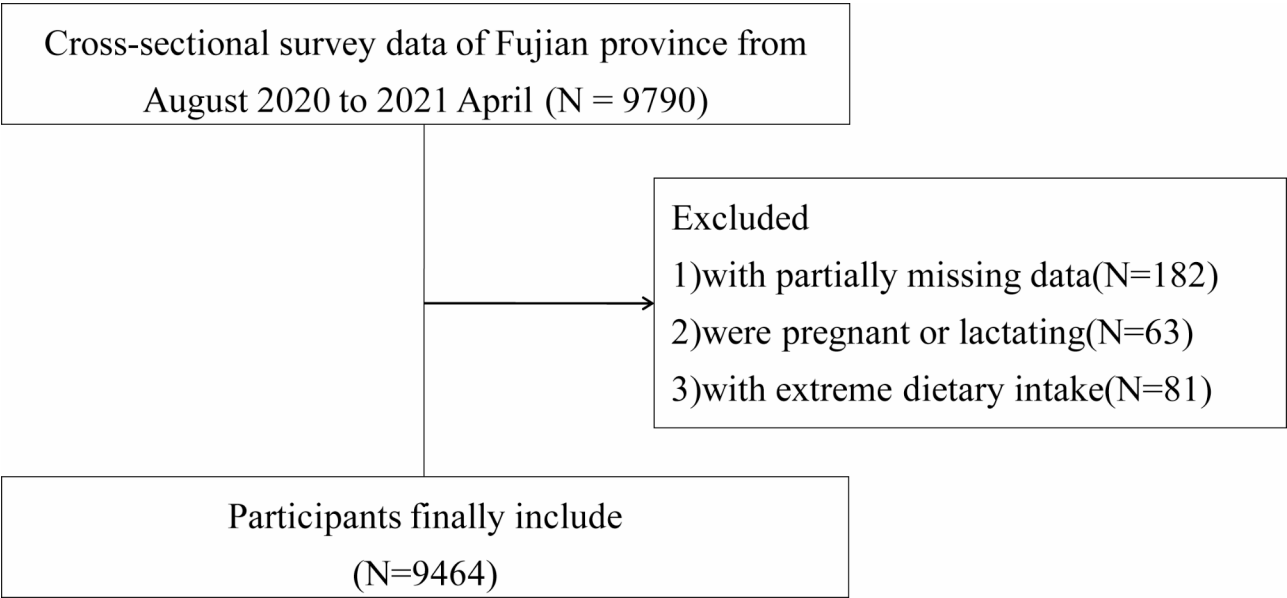 Cross-sectional survey data of Fujian province from
August 2020 to 2021 April (N = 9790)
Excluded
1)with partially missing data(N=182)
2)were pregnant or lactating(N=63)
3)with extreme dietary intake(N=81)
Participants finally include
(N=9464)